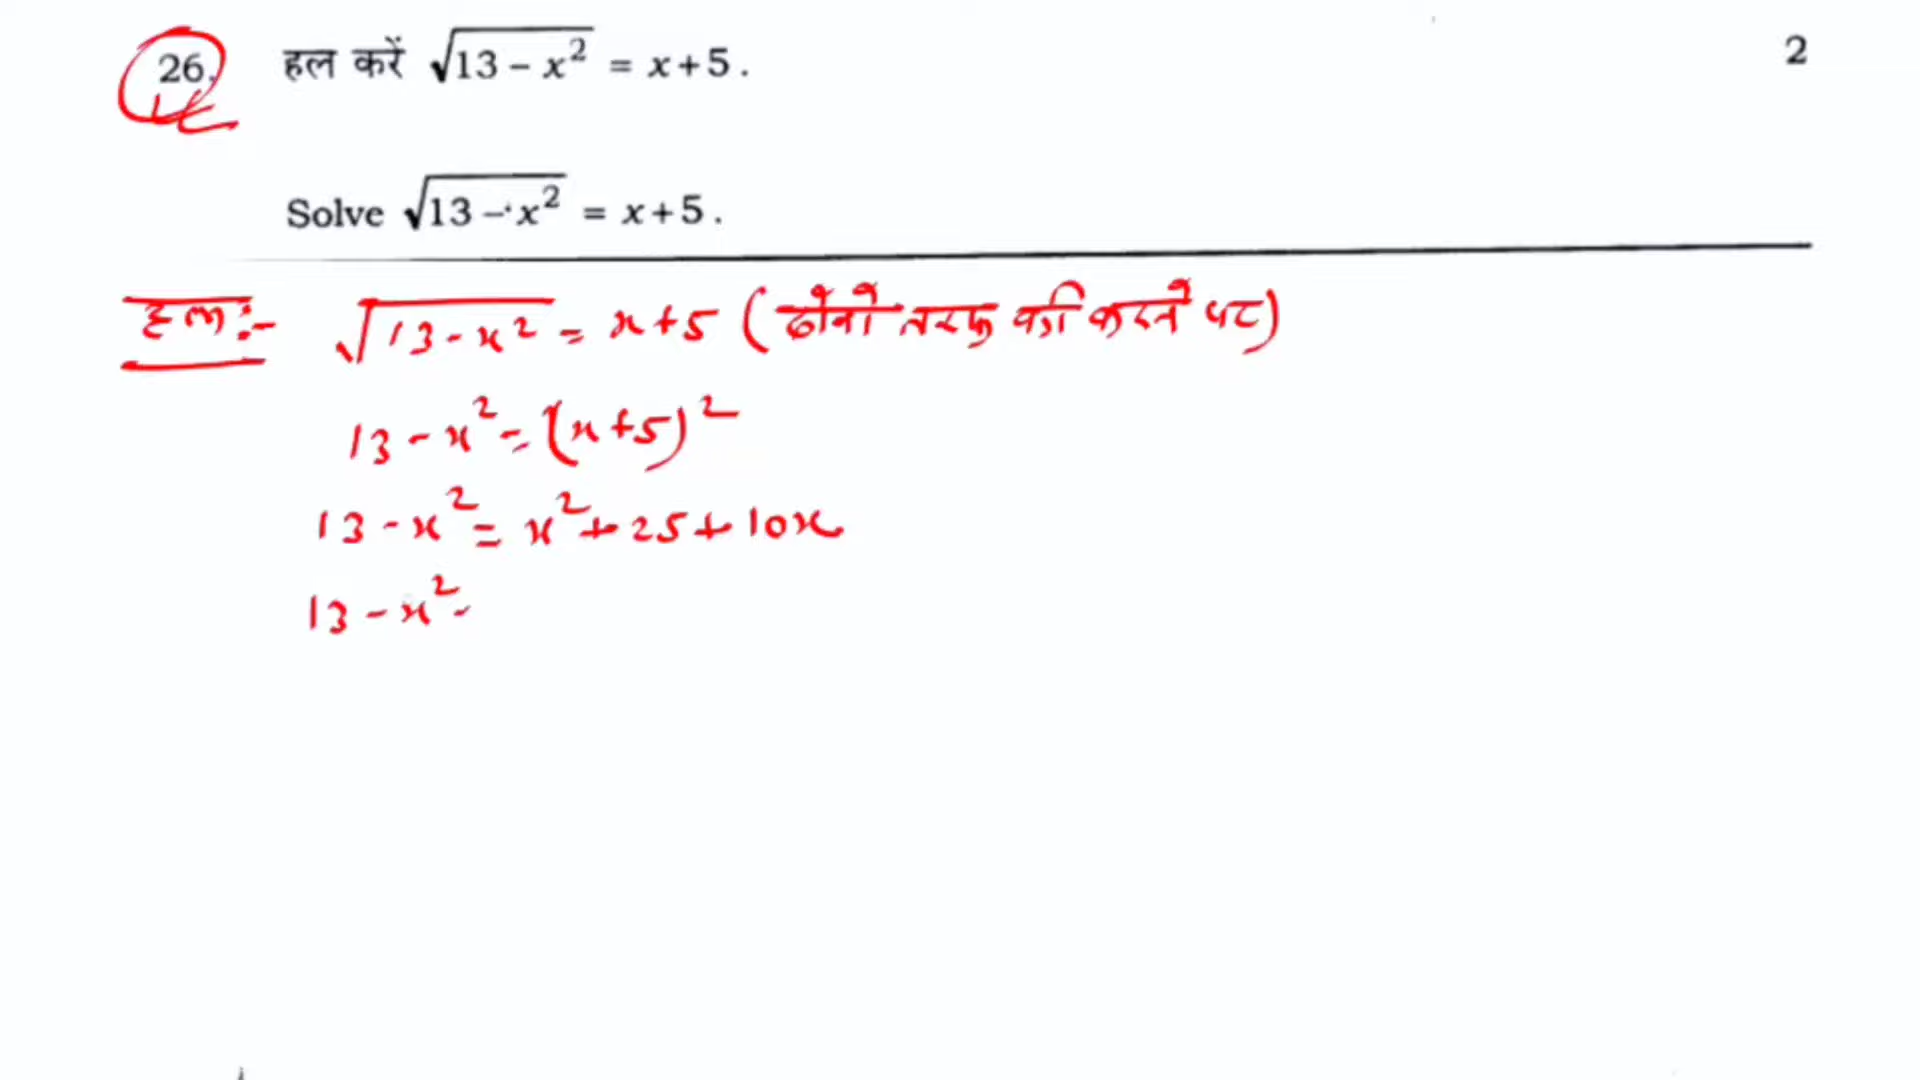 26. हल करें √13 – x² = x + 5 . 2
Solve √13 – x² = x + 5 .
हल:- √13 - x² = x + 5 (दोनो तरफ वर्ग करने पर)
13 - x² = (x + 5)²
13 - x² = x² + 25 + 10x
13 - x² -